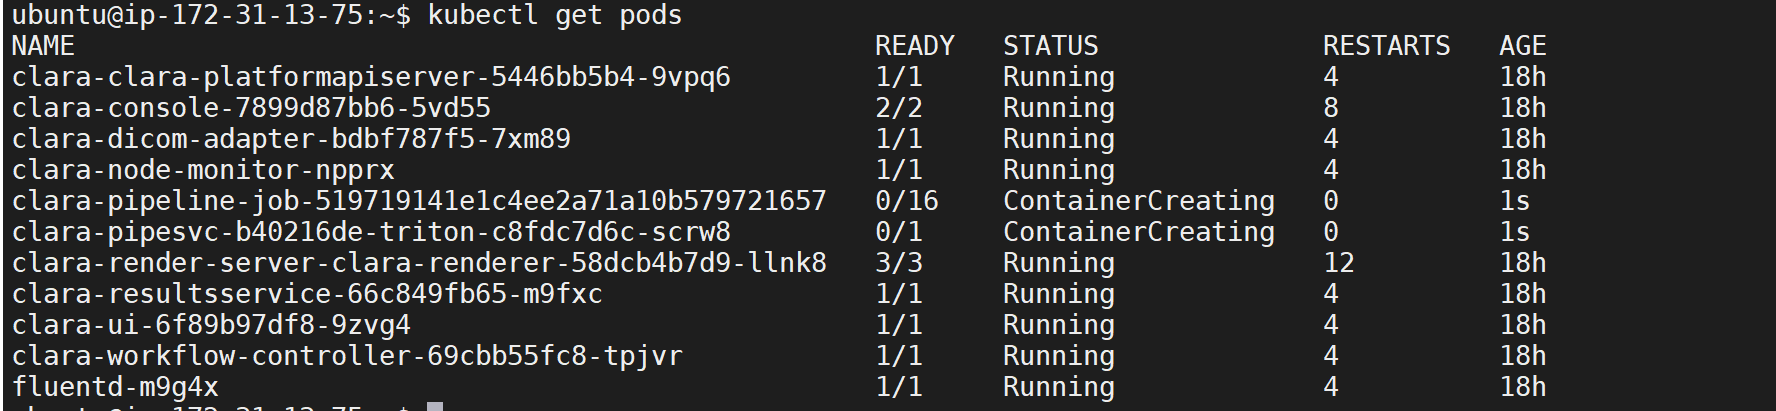 ubuntu@ip-172-31-13-75:~$ kubectl get pods
NAME READY STATUS RESTARTS AGE
clara-clara-platformapiserver-5446bb5b4-9vpq6 1/1 Running 4 18h
clara-console-7899d87bb6-5vd55 2/2 Running 8 18h
clara-dicom-adapter-bdbf787f5-7xm89 1/1 Running 4 18h
clara-node-monitor-npprx 1/1 Running 4 18h
clara-pipeline-job-519719141e1c4ee2a71a10b579721657 0/16 ContainerCreating 0 1s
clara-pipesvc-b40216de-triton-c8fdc7d6c-scrw8 0/1 ContainerCreating 0 1s
clara-render-server-clara-renderer-58dcb4b7d9-llnk8 3/3 Running 12 18h
clara-resultsservice-66c849fb65-m9fxc 1/1 Running 4 18h
clara-ui-6f89b97df8-9zvg4 1/1 Running 4 18h
clara-workflow-controller-69cbb55fc8-tpjvr 1/1 Running 4 18h
fluentd-m9g4x 1/1 Running 4 18h